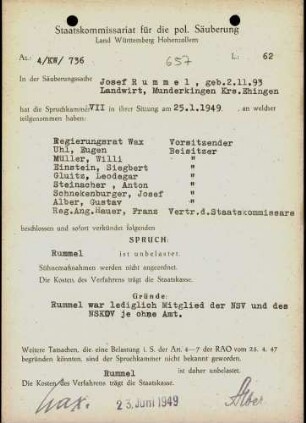 Staatskommissariat für die pol. Säuberung
Land Württemberg Hohenzollern
Az.: 4/KW/ 736 657 L: 62
In der Säuberungssache Josef Rummel, geb.2.11.93
Landwirt, Munderkingen Krs.Ehingen
hat die Spruchkammer VII in ihrer Sitzung am 25.1.1949 , an welcher
teilgenommen haben:
Regierungsrat Wax Vorsitzender
Uhl, Eugen Beisitzer
Müller, Willi "
Einstein, Siegbert "
Gluitz, Leodegar "
Steinacher , Anton "
Schnekenburger, Josef "
Alber, Gustav "
Reg.Ang.Hauer, Franz Vertr.d.Staatskommissars
beschlossen und sofort verkündet folgenden
SPRUCH:
Rummel ist unbelastet.
Sühnemaßnahmen werden nicht angeordnet.
Die Kosten des Verfahrens trägt die Staatskasse.
Gründe:
Rummel war lediglich Mitglied der NSV und des
NSKOV je ohne Amt.
Weitere Tatsachen, die eine Belastung i. S. der Art. 4–7 der RAO vom 25. 4. 47
begründen könnten, sind der Spruchkammer nicht bekannt geworden.
Rummel ist daher unbelastet.
Die Kosten des Verfahrens trägt die Staatskasse.
Wax. 23. Juni 1949 Alber